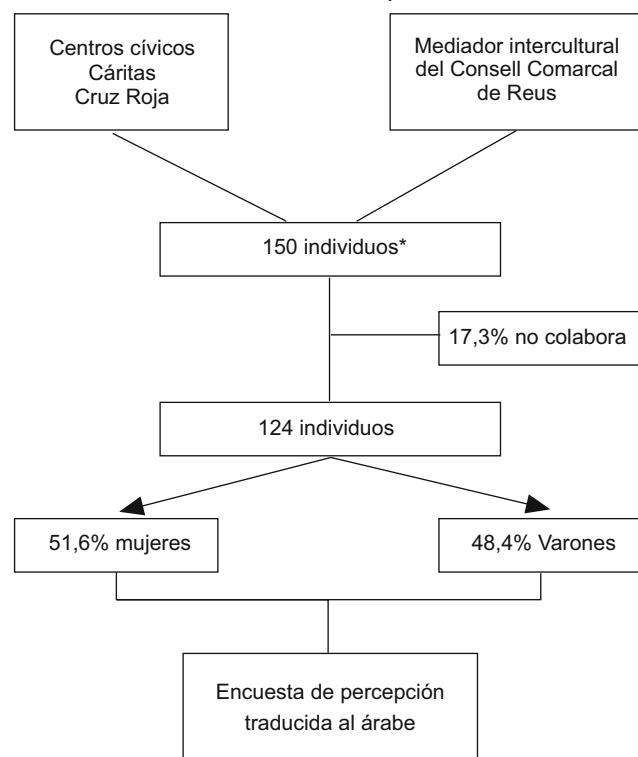 Centros cívicos
Cáritas
Cruz Roja
Mediador intercultural
del Consell Comarcal
de Reus
150 individuos*
17,3% no colabora
124 individuos
51,6% mujeres
48,4% Varones
Encuesta de percepción
traducida al árabe